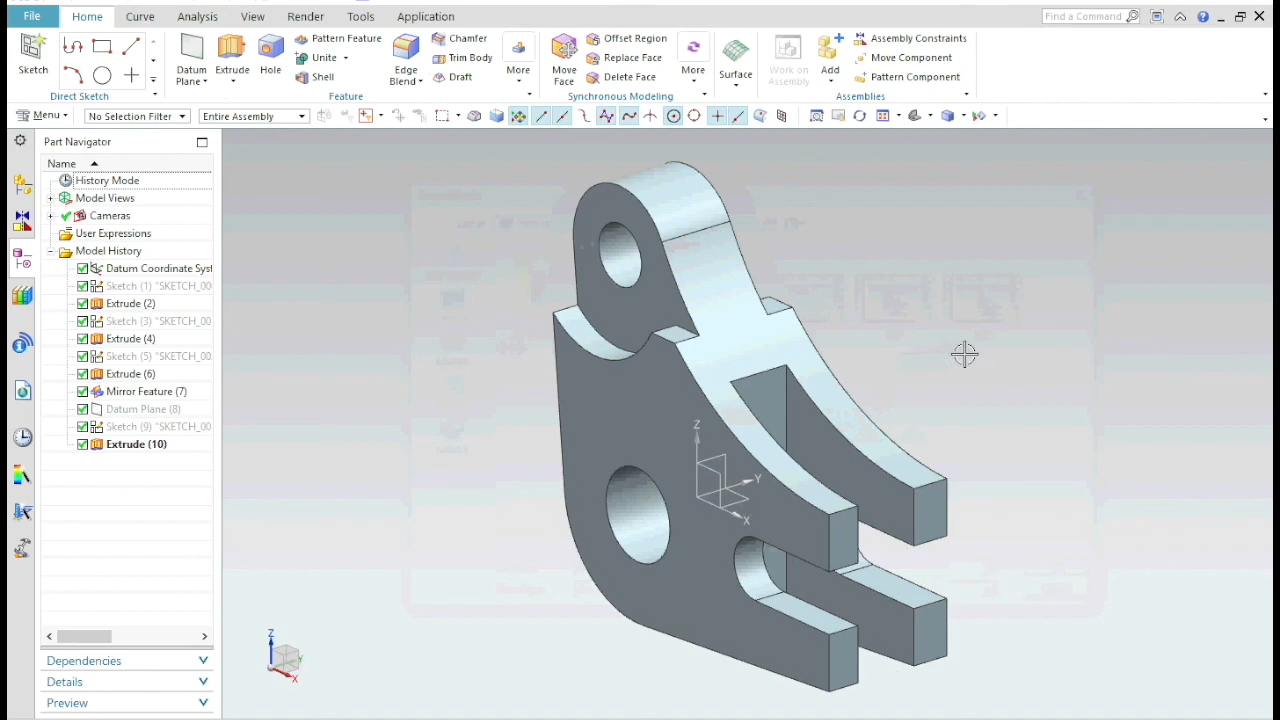 File Home Curve Analysis View Render Tools Application Find a Command
Sketch
Direct Sketch
Datum Plane Extrude Hole Pattern Feature Unite Shell Edge Blend Chamfer Trim Body Draft More
Feature
Move Face Offset Region Replace Face Delete Face More
Synchronous Modeling
Surface
Work on Assembly Add Assembly Constraints Move Component Pattern Component
Assemblies
Menu No Selection Filter Entire Assembly
Part Navigator
Name
History Mode
Model Views
Cameras
User Expressions
Model History
Datum Coordinate Syst
Sketch (1) "SKETCH_00
Extrude (2)
Sketch (3) "SKETCH_00
Extrude (4)
Sketch (5) "SKETCH_00
Extrude (6)
Mirror Feature (7)
Datum Plane (8)
Sketch (9) "SKETCH_00
Extrude (10)
Dependencies
Details
Preview
Z
Y
X
Z
Y
X